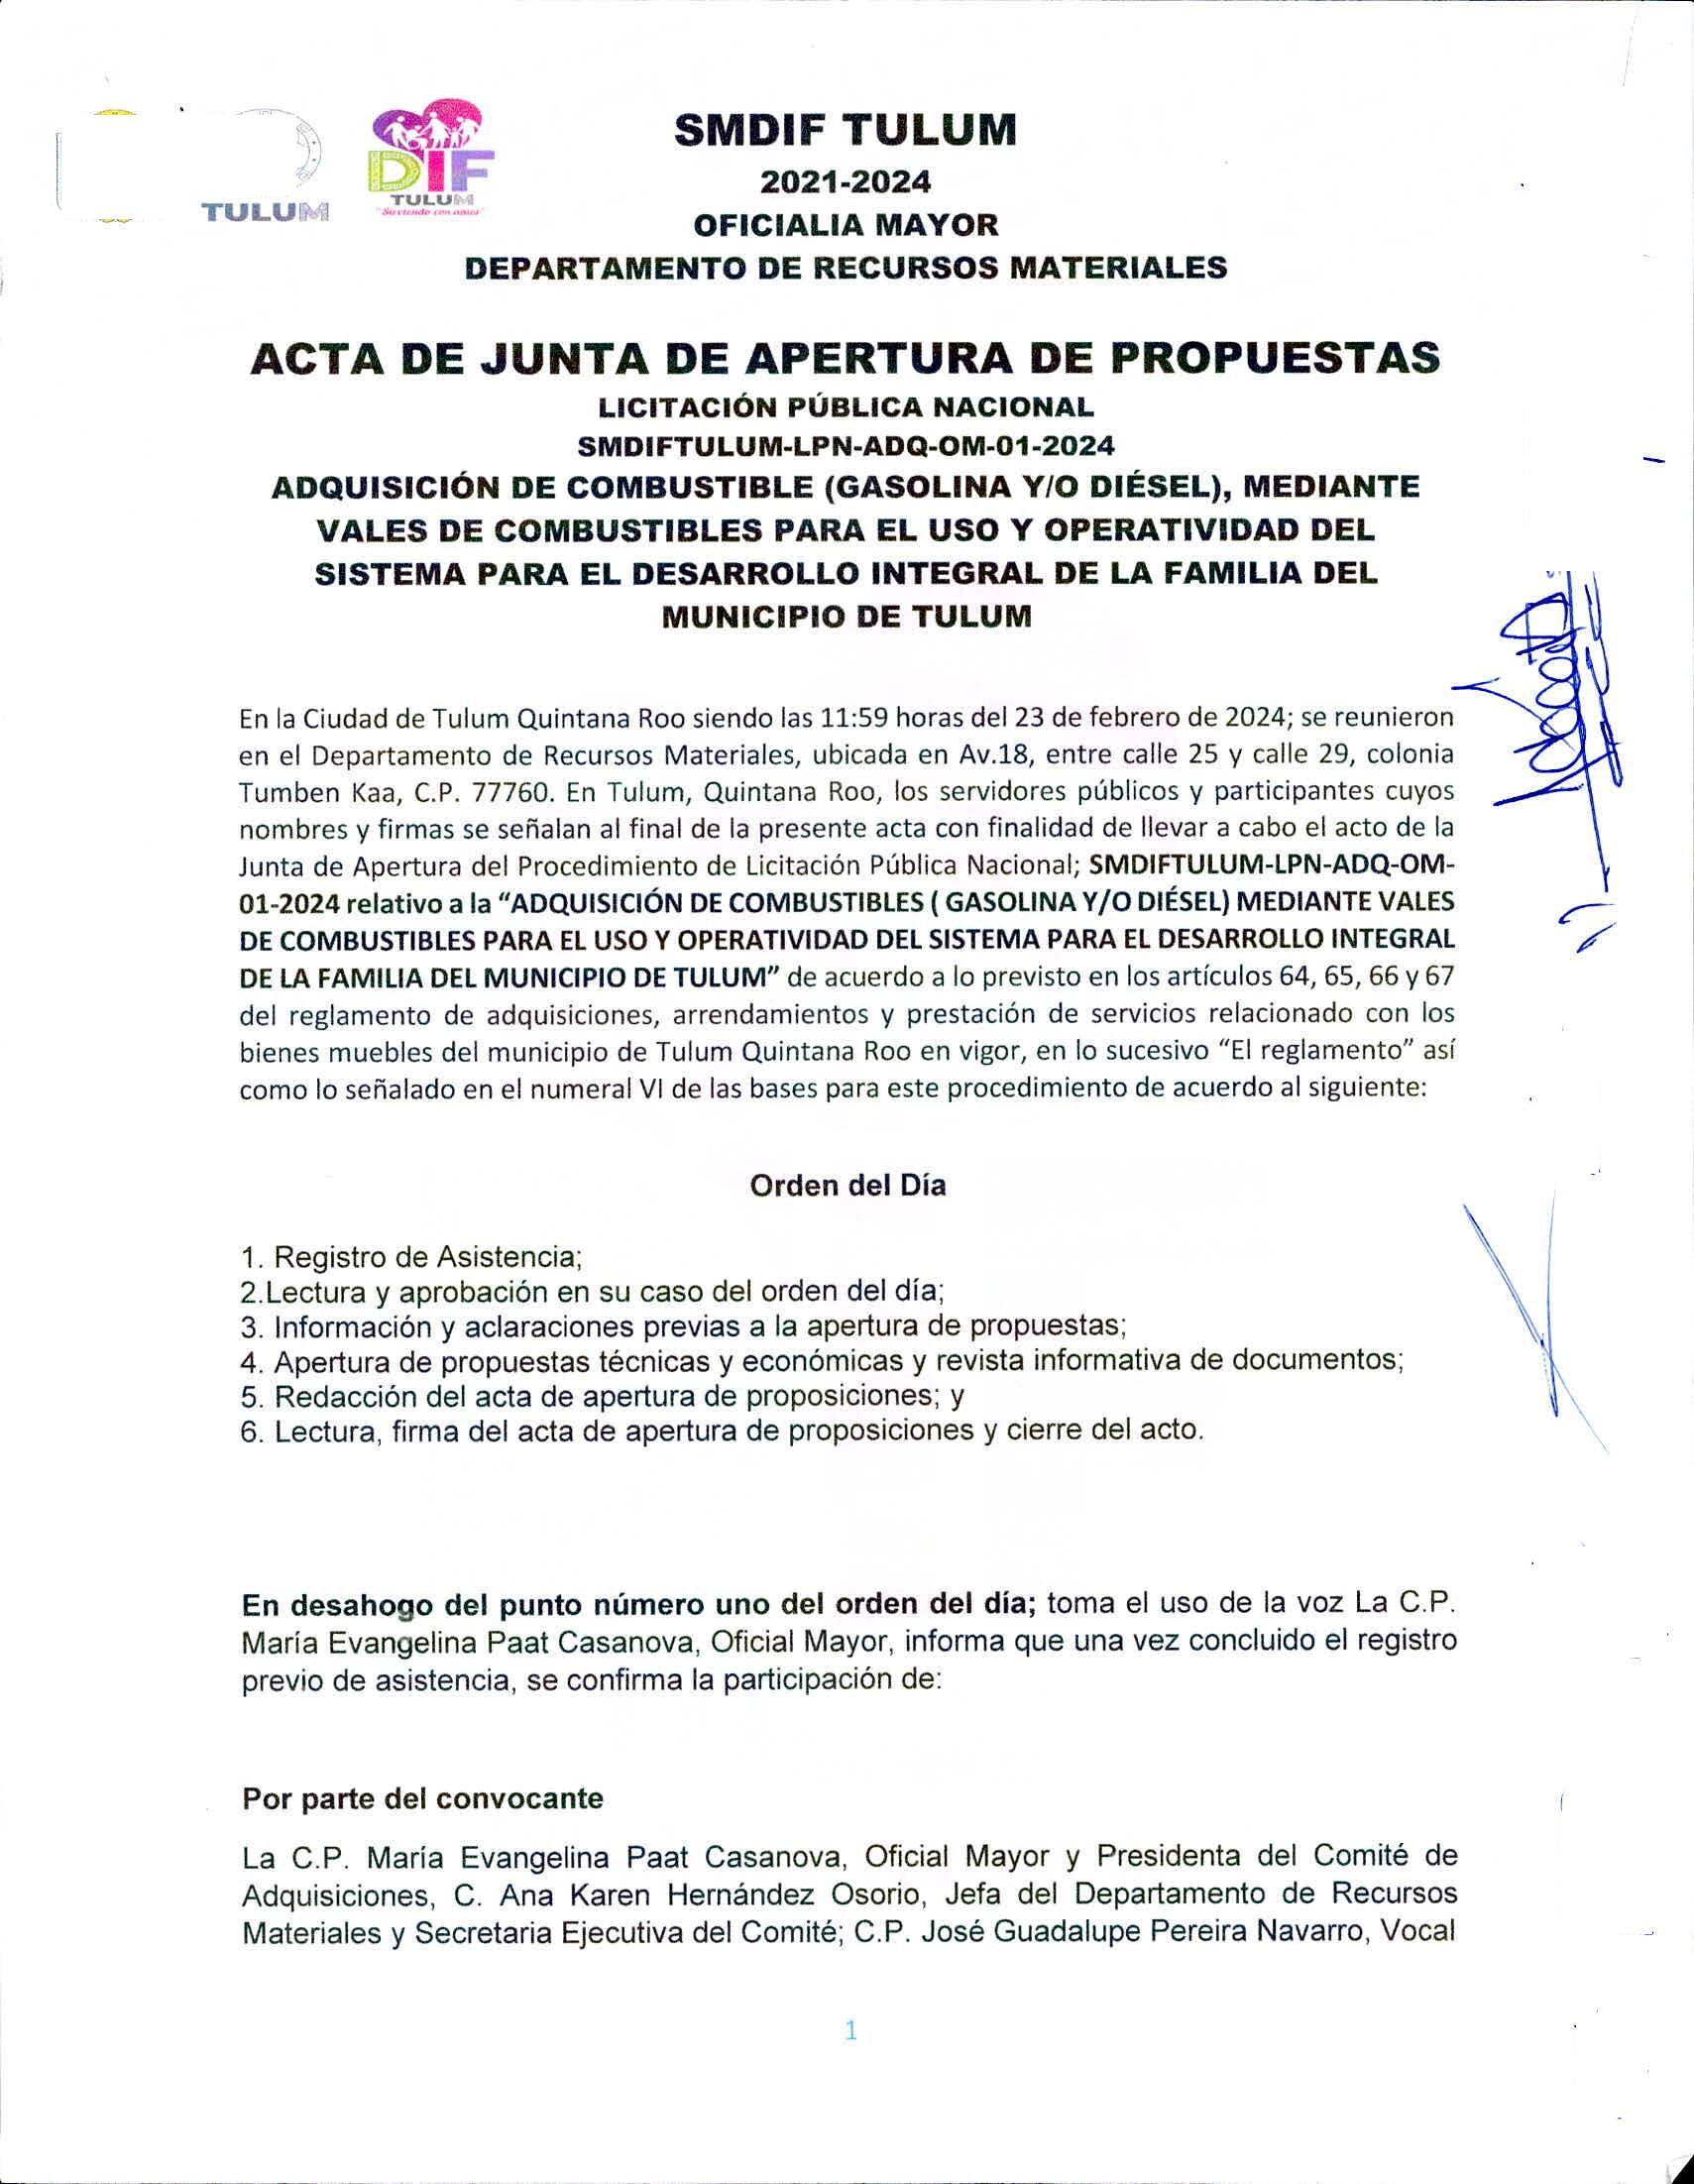 TULUM
DIF
TULUM
"Sirviendo con amor"
SMDIF TULUM
2021-2024
OFICIALIA MAYOR
DEPARTAMENTO DE RECURSOS MATERIALES
ACTA DE JUNTA DE APERTURA DE PROPUESTAS
LICITACIÓN PÚBLICA NACIONAL
SMDIFTULUM-LPN-ADQ-OM-01-2024
ADQUISICIÓN DE COMBUSTIBLE (GASOLINA Y/O DIÉSEL), MEDIANTE
VALES DE COMBUSTIBLES PARA EL USO Y OPERATIVIDAD DEL
SISTEMA PARA EL DESARROLLO INTEGRAL DE LA FAMILIA DEL
MUNICIPIO DE TULUM
En la Ciudad de Tulum Quintana Roo siendo las 11:59 horas del 23 de febrero de 2024; se reunieron
en el Departamento de Recursos Materiales, ubicada en Av.18, entre calle 25 y calle 29, colonia
Tumben Kaa, C.P. 77760. En Tulum, Quintana Roo, los servidores públicos y participantes cuyos
nombres y firmas se señalan al final de la presente acta con finalidad de llevar a cabo el acto de la
Junta de Apertura del Procedimiento de Licitación Pública Nacional; SMDIFTULUM-LPN-ADQ-OM-
01-2024 relativo a la “ADQUISICIÓN DE COMBUSTIBLES ( GASOLINA Y/O DIÉSEL) MEDIANTE VALES
DE COMBUSTIBLES PARA EL USO Y OPERATIVIDAD DEL SISTEMA PARA EL DESARROLLO INTEGRAL
DE LA FAMILIA DEL MUNICIPIO DE TULUM” de acuerdo a lo previsto en los artículos 64, 65, 66 y 67
del reglamento de adquisiciones, arrendamientos y prestación de servicios relacionado con los
bienes muebles del municipio de Tulum Quintana Roo en vigor, en lo sucesivo “El reglamento” así
como lo señalado en el numeral VI de las bases para este procedimiento de acuerdo al siguiente:
Orden del Día
1. Registro de Asistencia;
2.Lectura y aprobación en su caso del orden del día;
3. Información y aclaraciones previas a la apertura de propuestas;
4. Apertura de propuestas técnicas y económicas y revista informativa de documentos;
5. Redacción del acta de apertura de proposiciones; y
6. Lectura, firma del acta de apertura de proposiciones y cierre del acto.
En desahogo del punto número uno del orden del día; toma el uso de la voz La C.P.
María Evangelina Paat Casanova, Oficial Mayor, informa que una vez concluido el registro
previo de asistencia, se confirma la participación de:
Por parte del convocante
La C.P. María Evangelina Paat Casanova, Oficial Mayor y Presidenta del Comité de
Adquisiciones, C. Ana Karen Hernández Osorio, Jefa del Departamento de Recursos
Materiales y Secretaria Ejecutiva del Comité; C.P. José Guadalupe Pereira Navarro, Vocal
1